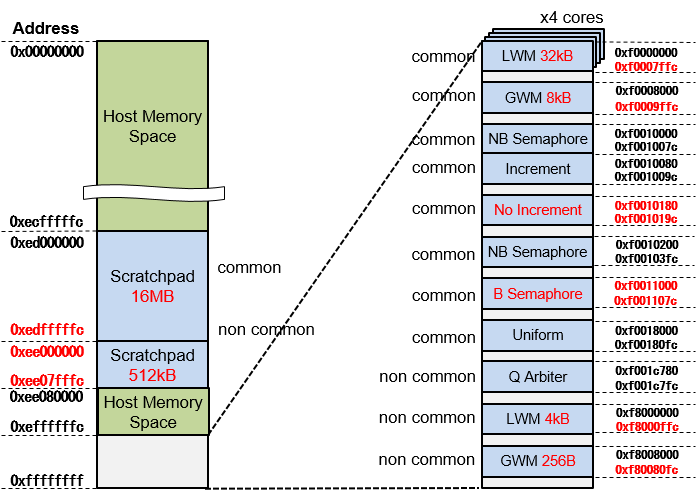 Address
0x00000000
Host Memory
Space
0xecfffffc
0xed000000
Scratchpad
16MB
common
0xedfffffc
non common
0xee000000
Scratchpad
512kB
0xee07fffc
0xee080000
Host Memory
Space
0xeffffffc
0xffffffff
x4 cores
common
LWM 32kB
0xf0000000
0xf0007ffc
common
GWM 8kB
0xf0008000
0xf0009ffc
common
NB Semaphore
0xf0010000
0xf001007c
common
Increment
0xf0010080
0xf001009c
common
No Increment
0xf0010180
0xf001019c
common
NB Semaphore
0xf0010200
0xf00103fc
common
B Semaphore
0xf0011000
0xf001107c
common
Uniform
0xf0018000
0xf00180fc
non common
Q Arbiter
0xf001c780
0xf001c7fc
non common
LWM 4kB
0xf8000000
0xf8000ffc
non common
GWM 256B
0xf8008000
0xf80080fc